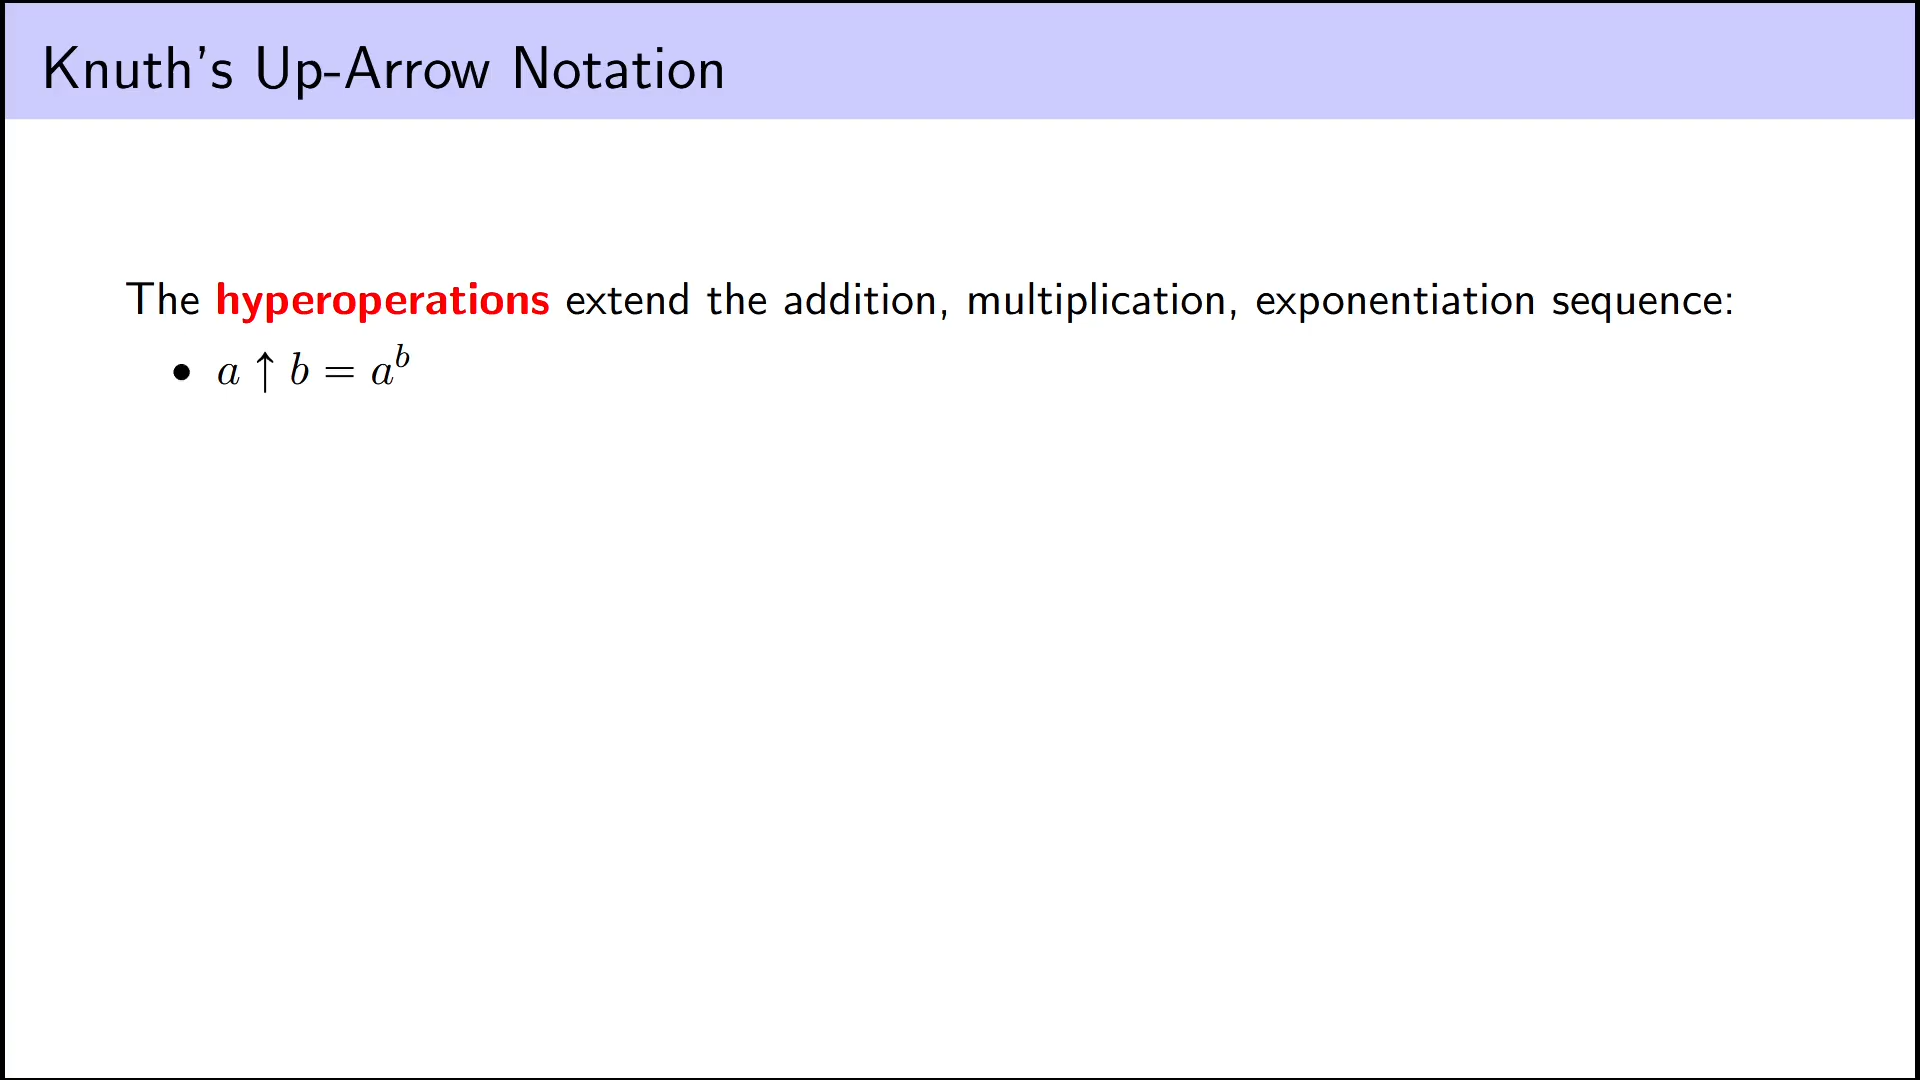 Knuth's Up-Arrow Notation
The hyperoperations extend the addition, multiplication, exponentiation sequence:
• a ↑ b = a^b